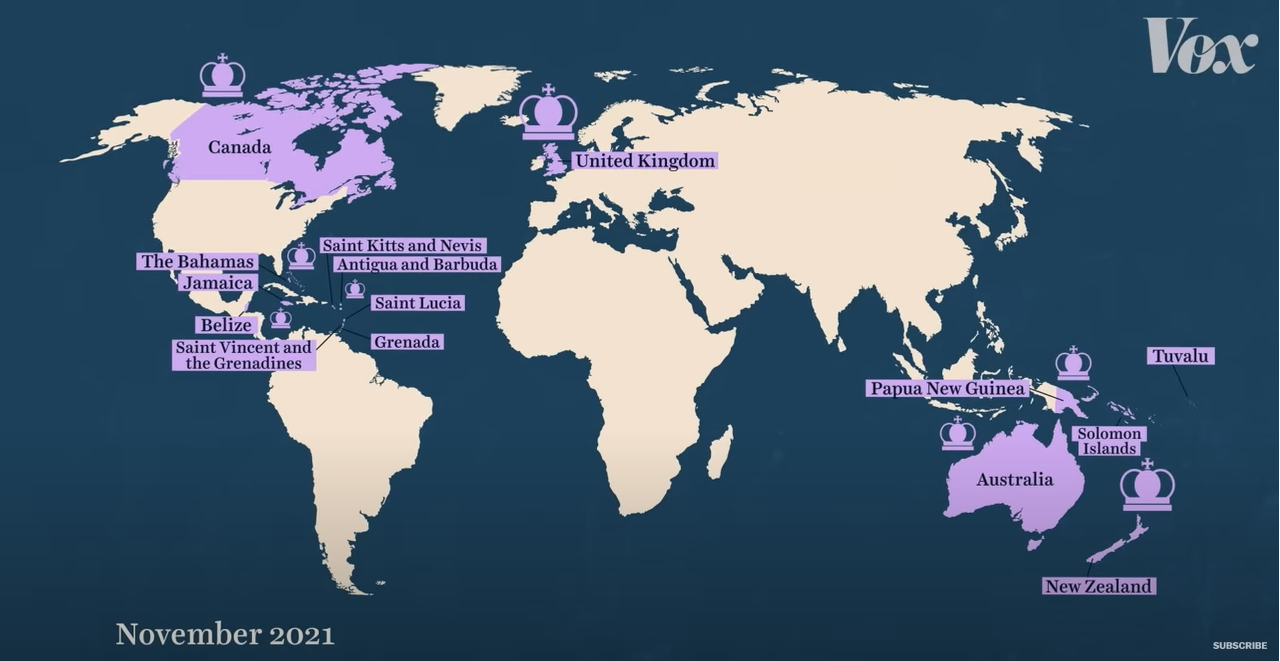 Vox
Canada
United Kingdom
Saint Kitts and Nevis
The Bahamas
Antigua and Barbuda
Jamaica
Saint Lucia
Belize
Saint Vincent and
the Grenadines
Grenada
Tuvalu
Papua New Guinea
Solomon
Islands
Australia
New Zealand
November 2021
SUBSCRIBE